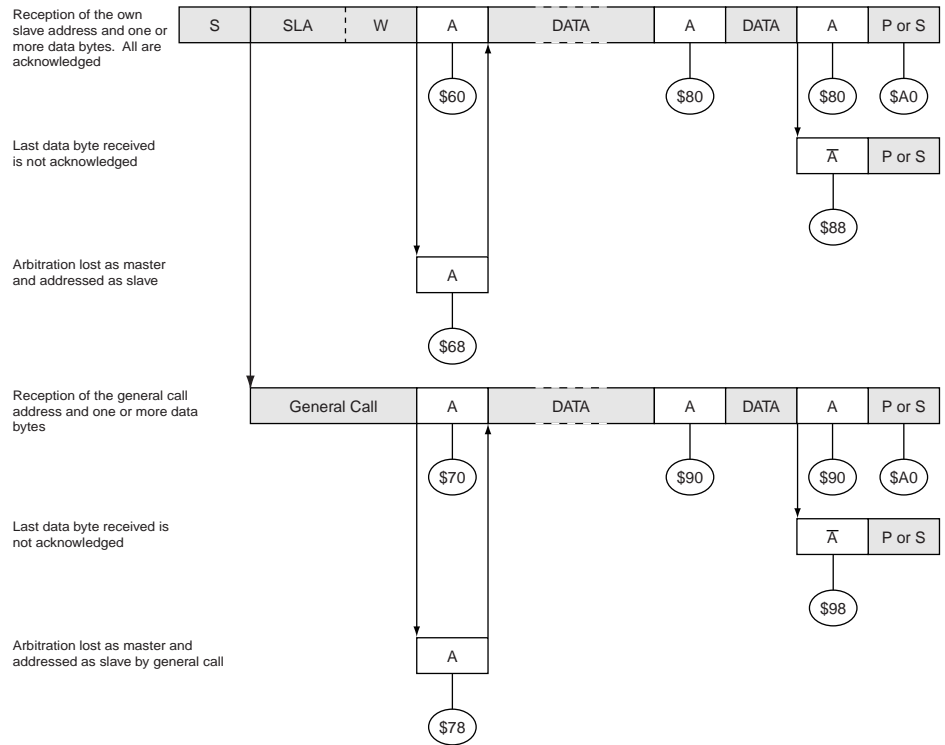 Reception of the own
slave address and one or
more data bytes. All are
acknowledged
S SLA W A DATA A DATA A P or S
$60 $80 $80 $A0
Last data byte received
is not acknowledged
A̅ P or S
$88
Arbitration lost as master
and addressed as slave
A
$68
Reception of the general call
address and one or more data
bytes
General Call A DATA A DATA A P or S
$70 $90 $90 $A0
Last data byte received is
not acknowledged
A̅ P or S
$98
Arbitration lost as master and
addressed as slave by general call
A
$78